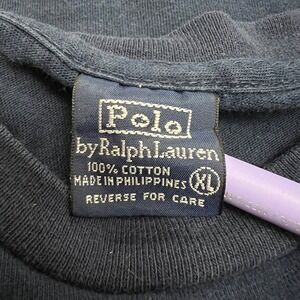 Polo
by Ralph Lauren
100% COTTON
MADE IN PHILIPPINES XL
REVERSE FOR CARE